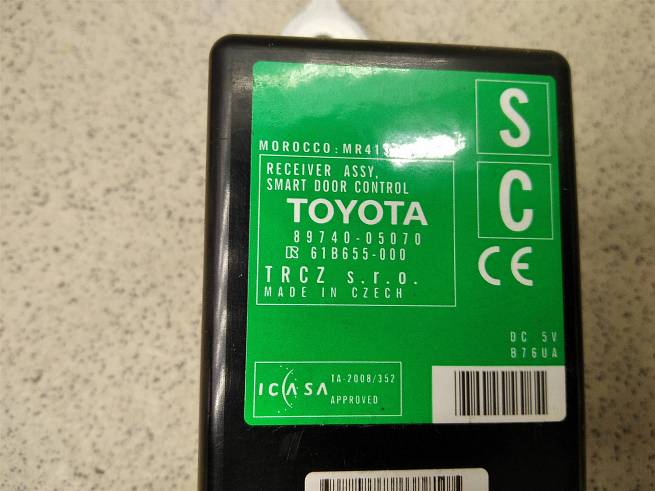 S
MOROCCO:MR41
RECEIVER ASSY,
SMART DOOR CONTROL
TOYOTA
89740-05070
R 61B655-000
TRCZ s.r.o.
MADE IN CZECH
C
CE
DC 5V
B76UA
ICASA
TA-2008/352
APPROVED